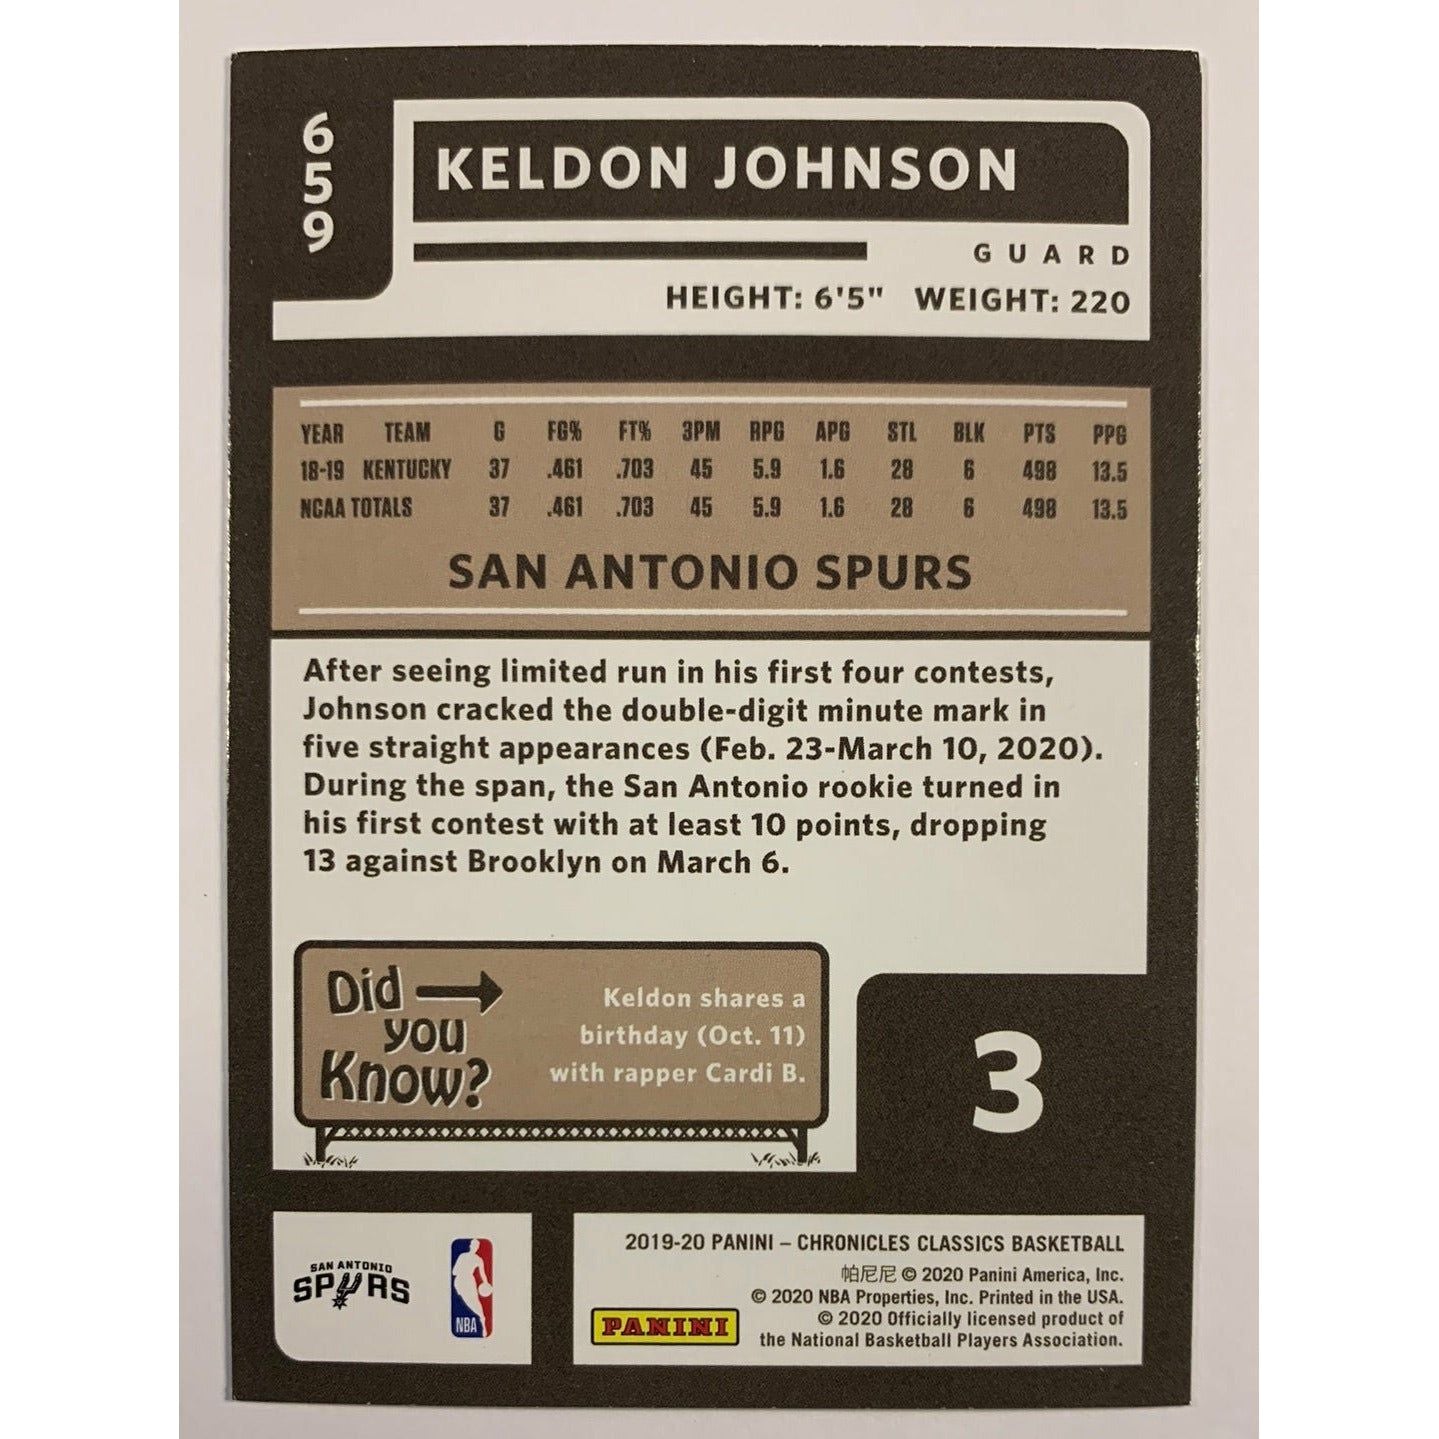 659
KELDON JOHNSON
GUARD
HEIGHT: 6'5" WEIGHT: 220
YEAR TEAM G FG% FT% 3PM RPG APG STL BLK PTS PPG
18-19 KENTUCKY 37 .461 .703 45 5.9 1.6 28 6 498 13.5
NCAA TOTALS 37 .461 .703 45 5.9 1.6 28 6 498 13.5
SAN ANTONIO SPURS
After seeing limited run in his first four contests,
Johnson cracked the double-digit minute mark in
five straight appearances (Feb. 23-March 10, 2020).
During the span, the San Antonio rookie turned in
his first contest with at least 10 points, dropping
13 against Brooklyn on March 6.
Did
you
Know?
Keldon shares a
birthday (Oct. 11)
with rapper Cardi B.
3
SAN ANTONIO
SPURS
NBA
2019-20 PANINI – CHRONICLES CLASSICS BASKETBALL
帕尼尼 © 2020 Panini America, Inc.
© 2020 NBA Properties, Inc. Printed in the USA.
© 2020 Officially licensed product of
the National Basketball Players Association.
PANINI